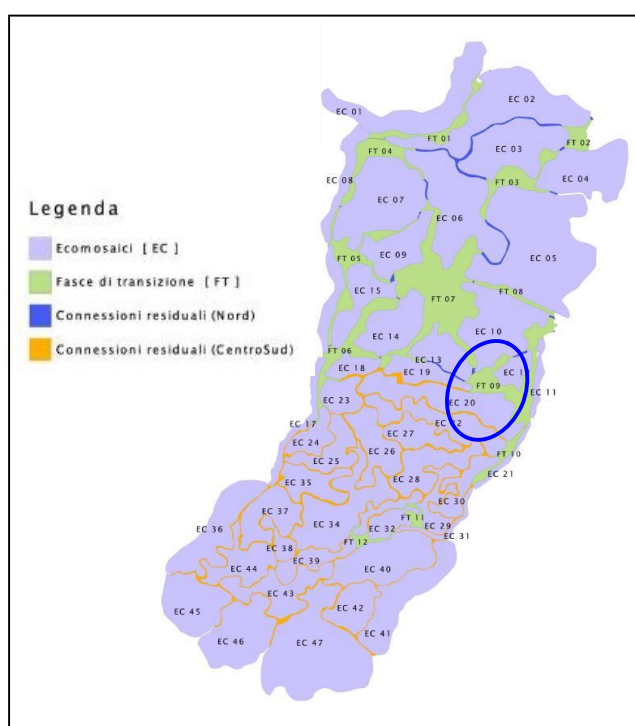 Legenda
Ecomosaici [ EC ]
Fasce di transizione [ FT ]
Connessioni residuali (Nord)
Connessioni residuali (CentroSud)
EC 01
EC 02
FT 01
FT 02
EC 03
FT 04
EC 08
FT 03
EC 04
EC 07
EC 06
EC 09
FT 05
EC 05
EC 15
FT 07
FT 08
EC 14
EC 10
FT 06
EC 13
EC 18
EC 19
EC 1
FT 09
EC 11
EC 23
EC 20
EC 17
EC 24
EC 27
FT 10
EC 26
EC 25
EC 21
EC 28
EC 35
EC 30
EC 37
EC 36
EC 34
EC 32
FT 11
EC 29
EC 31
FT 12
EC 38
EC 39
EC 44
EC 40
EC 43
EC 45
EC 42
EC 46
EC 47
EC 41